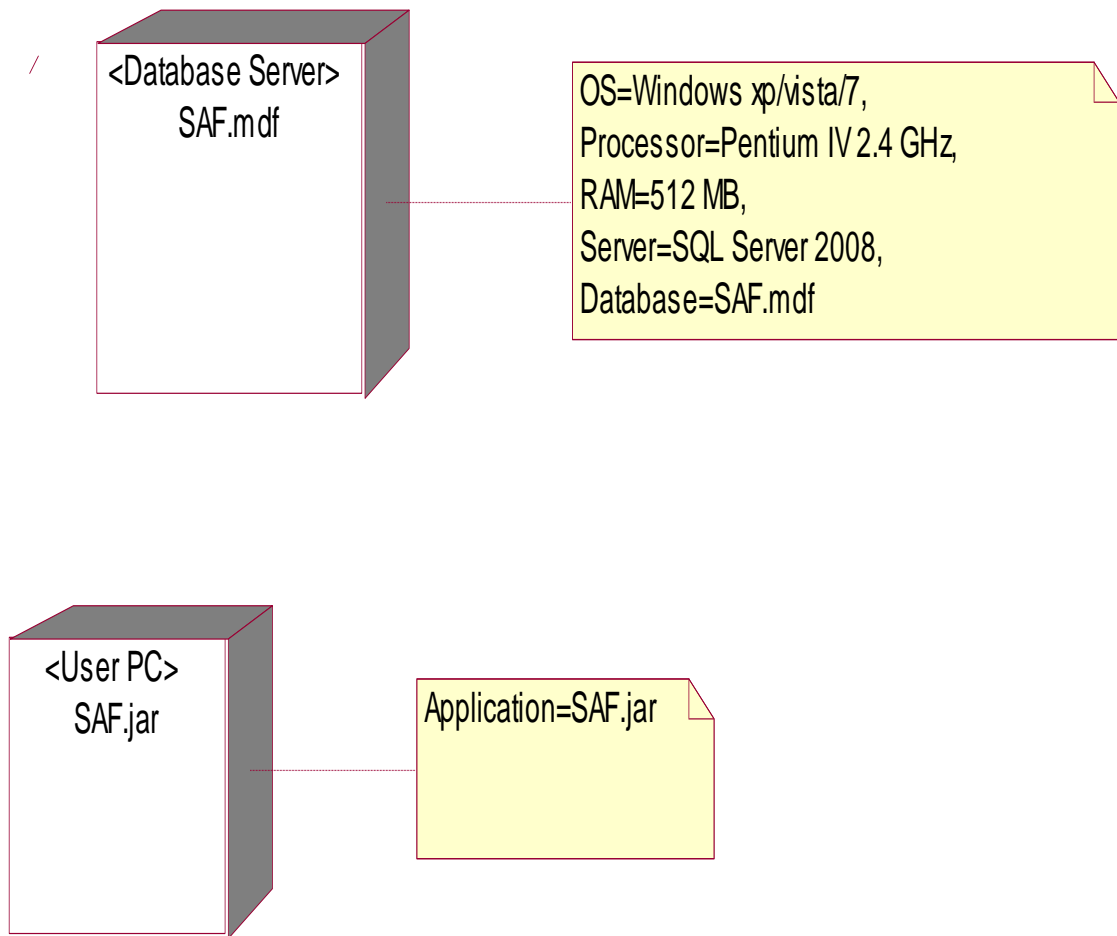 <Database Server>
SAF.mdf
OS=Windows xp/vista/7,
Processor=Pentium IV 2.4 GHz,
RAM=512 MB,
Server=SQL Server 2008,
Database=SAF.mdf
<User PC>
SAF.jar
Application=SAF.jar